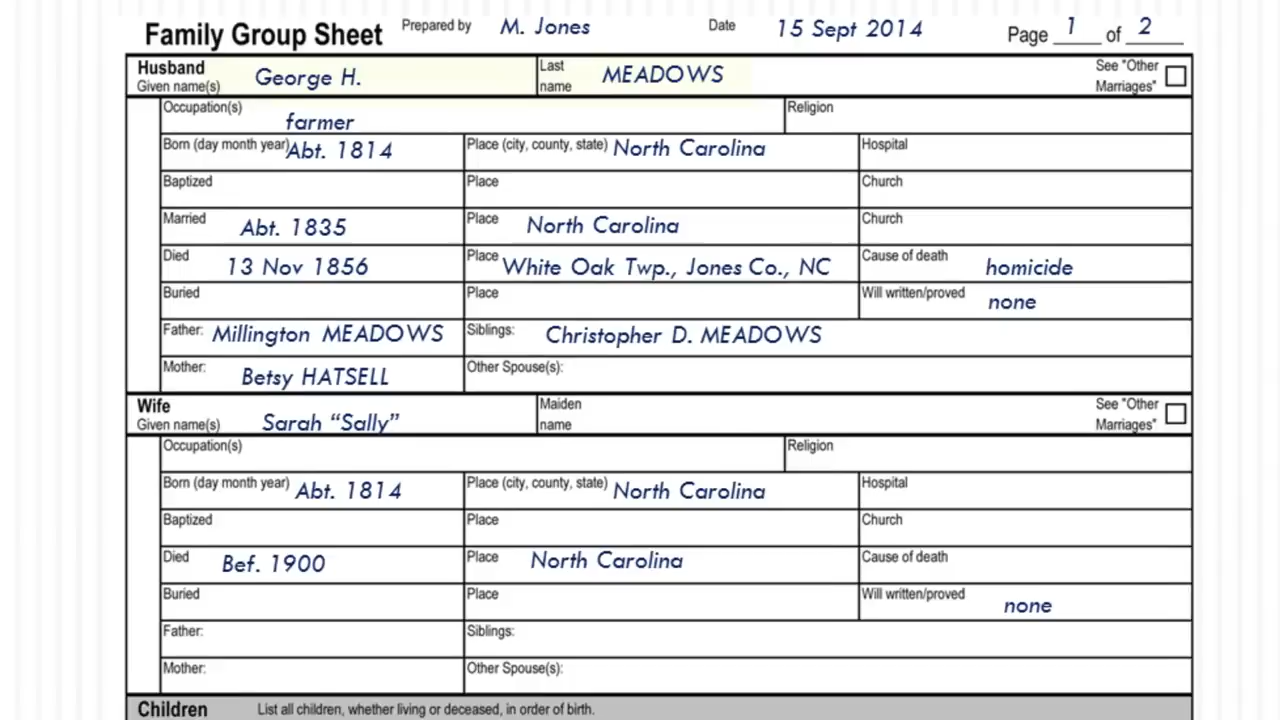 Family Group Sheet Prepared by M. Jones Date 15 Sept 2014 Page 1 of 2
Husband
Given name(s) George H. Last name MEADOWS See "Other Marriages"
Occupation(s) farmer Religion
Born (day month year) Abt. 1814 Place (city, county, state) North Carolina Hospital
Baptized Place Church
Married Abt. 1835 Place North Carolina Church
Died 13 Nov 1856 Place White Oak Twp., Jones Co., NC Cause of death homicide
Buried Place Will written/proved none
Father: Millington MEADOWS Siblings: Christopher D. MEADOWS
Mother: Betsy HATSELL Other Spouse(s):
Wife
Given name(s) Sarah “Sally” Maiden name See "Other Marriages"
Occupation(s) Religion
Born (day month year) Abt. 1814 Place (city, county, state) North Carolina Hospital
Baptized Place Church
Died Bef. 1900 Place North Carolina Cause of death
Buried Place Will written/proved none
Father: Siblings:
Mother: Other Spouse(s):
Children List all children, whether living or deceased, in order of birth.